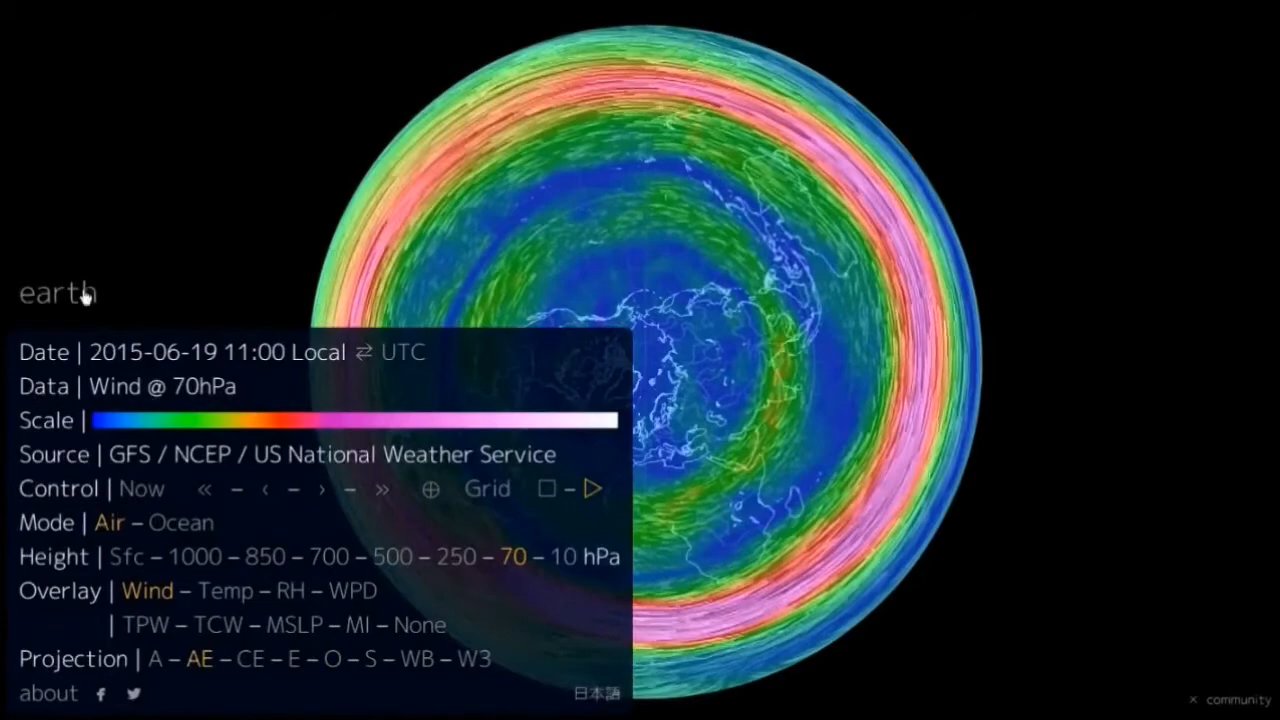 earth
Date | 2015-06-19 11:00 Local ⇄ UTC
Data | Wind @ 70hPa
Scale |
Source | GFS / NCEP / US National Weather Service
Control | Now « – ‹ – › – » ⊕ Grid □ – ▷
Mode | Air – Ocean
Height | Sfc – 1000 – 850 – 700 – 500 – 250 – 70 – 10 hPa
Overlay | Wind – Temp – RH – WPD
| TPW – TCW – MSLP – MI – None
Projection | A – AE – CE – E – O – S – WB – W3
about 日本語
× community